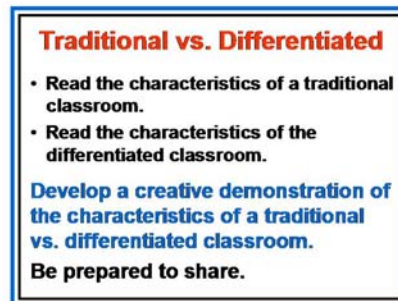 Traditional vs. Differentiated
• Read the characteristics of a traditional
classroom.
• Read the characteristics of the
differentiated classroom.
Develop a creative demonstration of
the characteristics of a traditional
vs. differentiated classroom.
Be prepared to share.